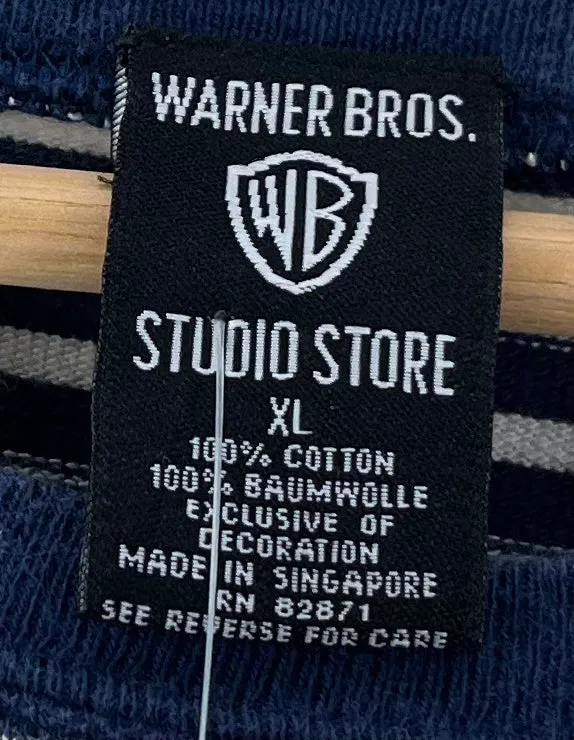 WARNER BROS.
WB
STUDIO STORE
XL
100% COTTON
100% BAUMWOLLE
EXCLUSIVE OF
DECORATION
MADE IN SINGAPORE
RN 82871
SEE REVERSE FOR CARE